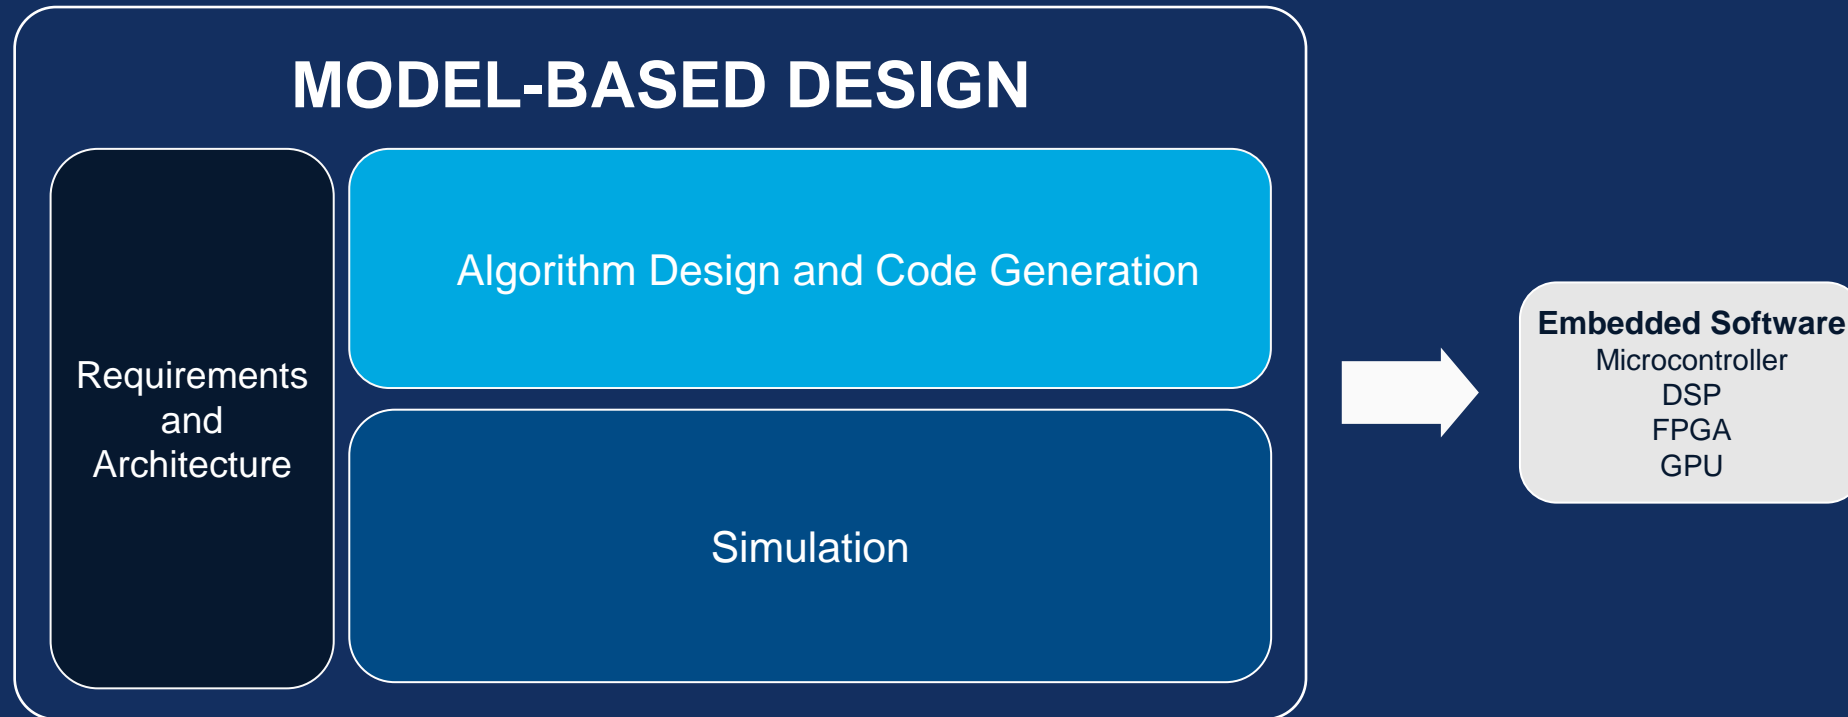 MODEL-BASED DESIGN
Requirements
and
Architecture
Algorithm Design and Code Generation
Simulation
Embedded Software
Microcontroller
DSP
FPGA
GPU